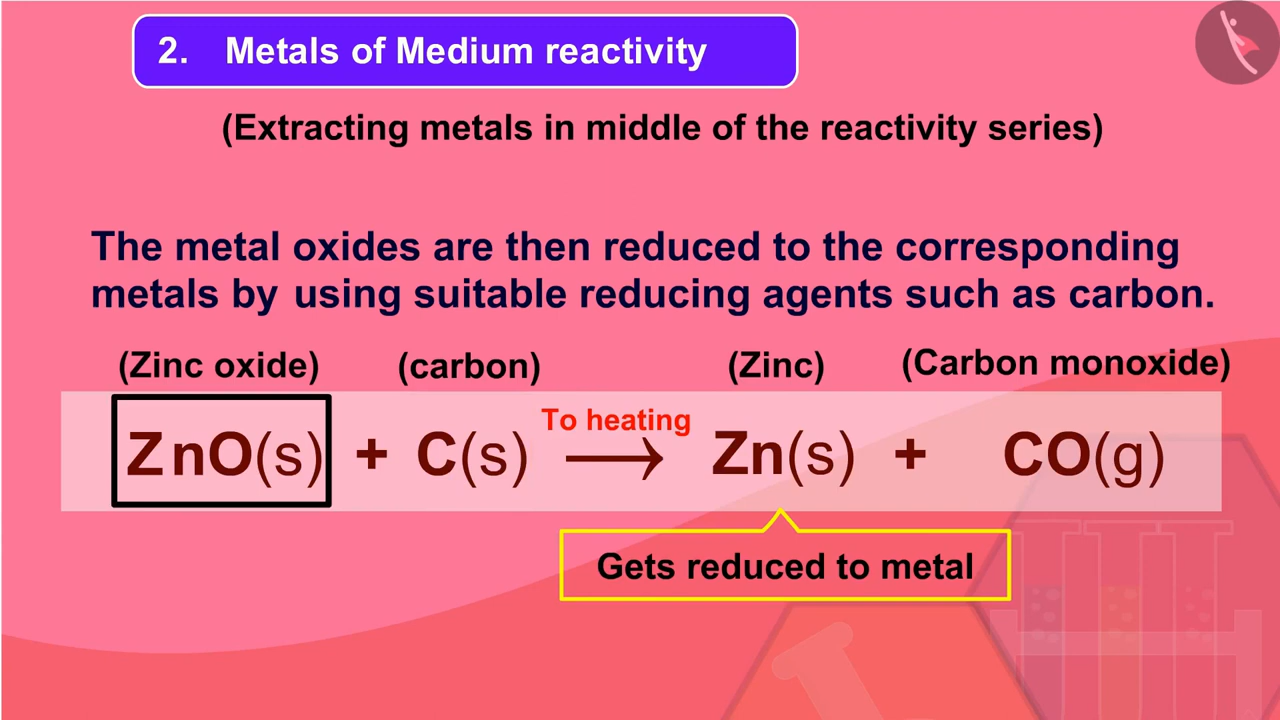 2. Metals of Medium reactivity
(Extracting metals in middle of the reactivity series)
The metal oxides are then reduced to the corresponding
metals by using suitable reducing agents such as carbon.
(Zinc oxide) (carbon) (Zinc) (Carbon monoxide)
To heating
ZnO(s) + C(s) ⟶ Zn(s) + CO(g)
Gets reduced to metal